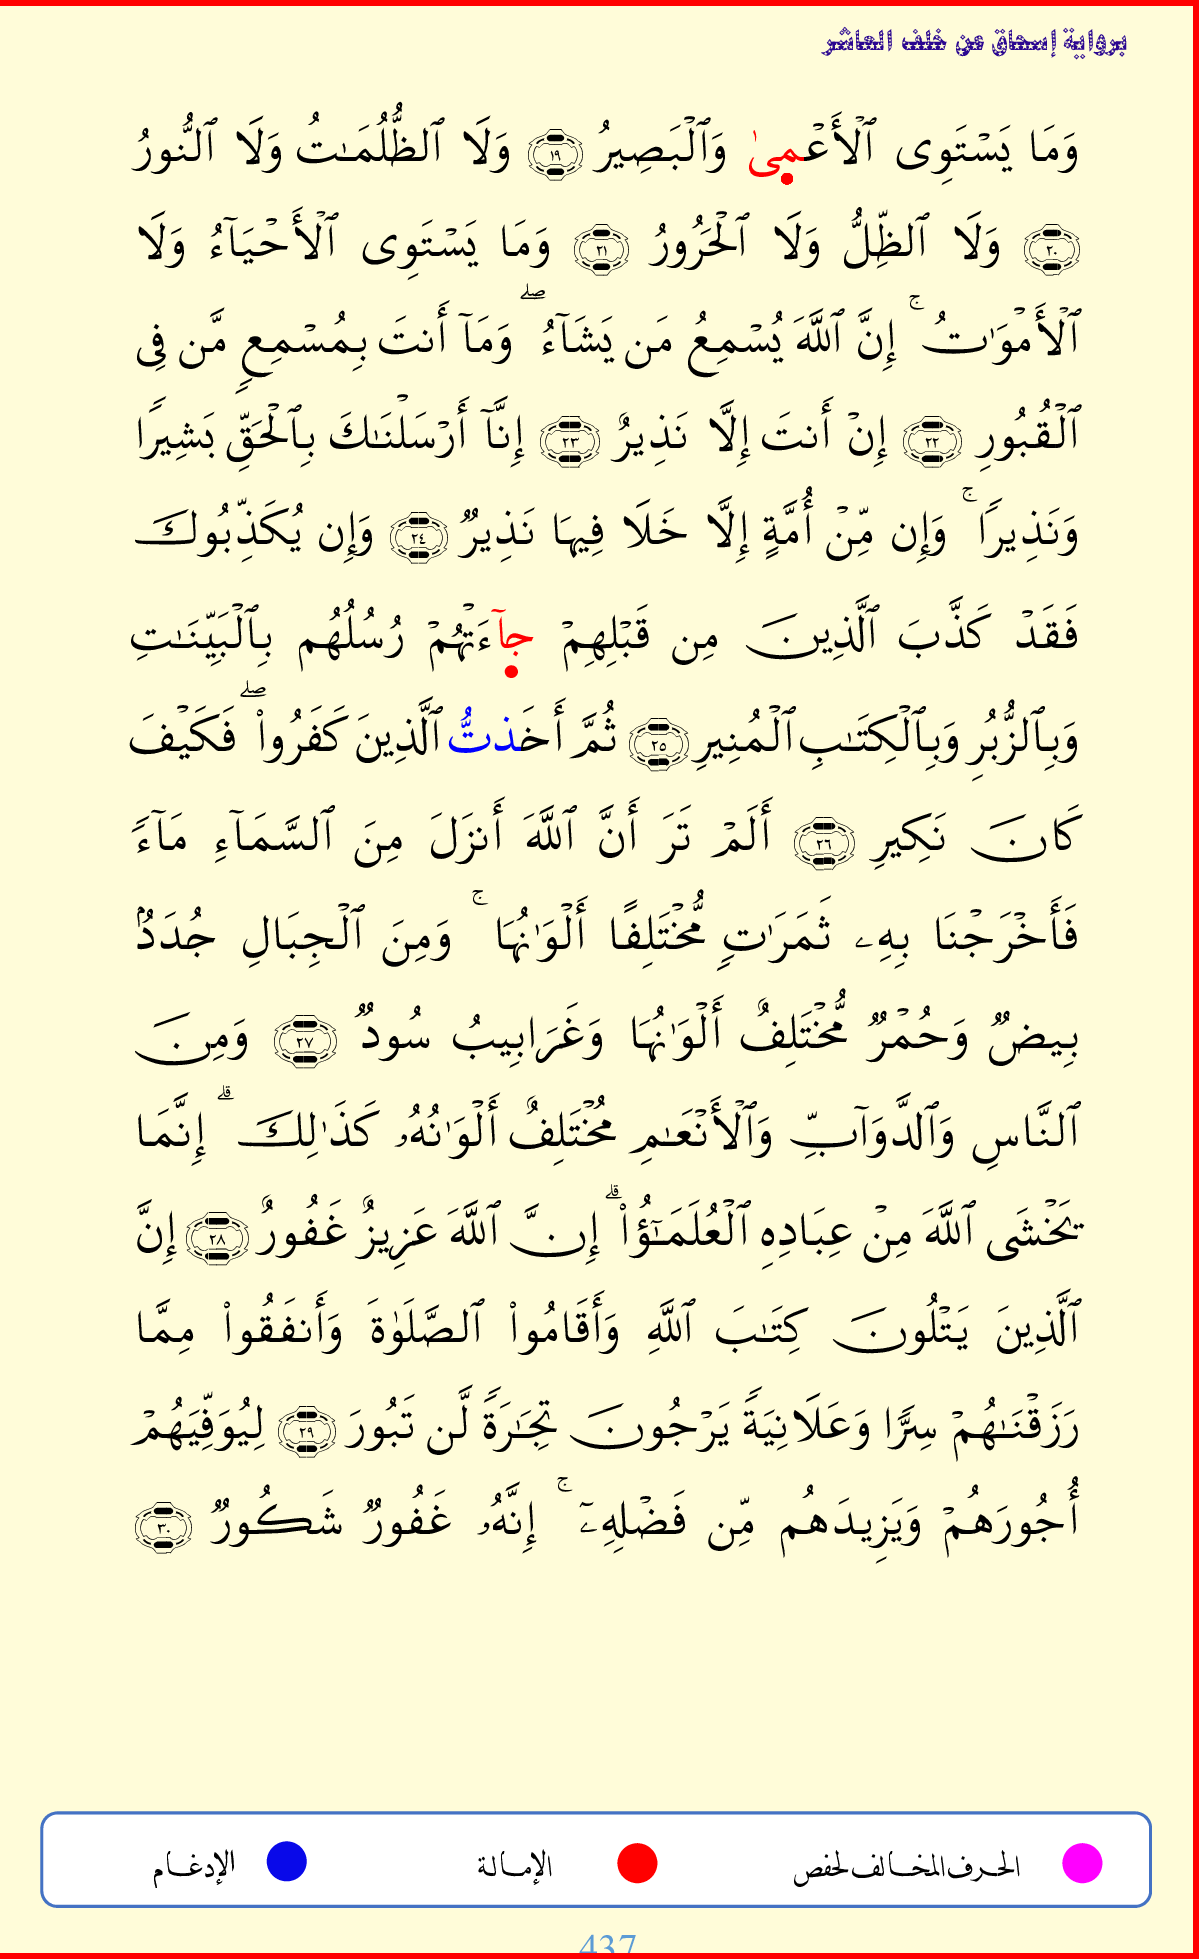 برواية إسحاق عن خلف العاشر
وَمَا يَسْتَوِى ٱلْأَعْمِىٰ وَٱلْبَصِيرُ ١٩ وَلَا ٱلظُّلُمَـٰتُ وَلَا ٱلنُّورُ
٢٠ وَلَا ٱلظِّلُّ وَلَا ٱلْحَرُورُ ٢١ وَمَا يَسْتَوِى ٱلْأَحْيَآءُ وَلَا
ٱلْأَمْوَٰتُ ۚ إِنَّ ٱللَّهَ يُسْمِعُ مَن يَشَآءُ ۖ وَمَآ أَنتَ بِمُسْمِعٍ مَّن فِى
ٱلْقُبُورِ ٢٢ إِنْ أَنتَ إِلَّا نَذِيرٌ ٢٣ إِنَّآ أَرْسَلْنَـٰكَ بِٱلْحَقِّ بَشِيرًا
وَنَذِيرًا ۚ وَإِن مِّنْ أُمَّةٍ إِلَّا خَلَا فِيهَا نَذِيرٌ ٢٤ وَإِن يُكَذِّبُوكَ
فَقَدْ كَذَّبَ ٱلَّذِينَ مِن قَبْلِهِمْ جِآءَتْهُمْ رُسُلُهُم بِٱلْبَيِّنَـٰتِ
وَبِٱلزُّبُرِ وَبِٱلْكِتَـٰبِ ٱلْمُنِيرِ ٢٥ ثُمَّ أَخَذتُّ ٱلَّذِينَ كَفَرُوا۟ ۖ فَكَيْفَ
كَانَ نَكِيرِ ٢٦ أَلَمْ تَرَ أَنَّ ٱللَّهَ أَنزَلَ مِنَ ٱلسَّمَآءِ مَآءً
فَأَخْرَجْنَا بِهِۦ ثَمَرَٰتٍ مُّخْتَلِفًا أَلْوَٰنُهَا ۚ وَمِنَ ٱلْجِبَالِ جُدَدٌۢ
بِيضٌ وَحُمْرٌ مُّخْتَلِفٌ أَلْوَٰنُهَا وَغَرَابِيبُ سُودٌ ٢٧ وَمِنَ
ٱلنَّاسِ وَٱلدَّوَآبِّ وَٱلْأَنْعَـٰمِ مُخْتَلِفٌ أَلْوَٰنُهُۥ كَذَٰلِكَ ۗ إِنَّمَا
يَخْشَى ٱللَّهَ مِنْ عِبَادِهِ ٱلْعُلَمَـٰٓؤُا۟ ۗ إِنَّ ٱللَّهَ عَزِيزٌ غَفُورٌ ٢٨ إِنَّ
ٱلَّذِينَ يَتْلُونَ كِتَـٰبَ ٱللَّهِ وَأَقَامُوا۟ ٱلصَّلَوٰةَ وَأَنفَقُوا۟ مِمَّا
رَزَقْنَـٰهُمْ سِرًّا وَعَلَانِيَةً يَرْجُونَ تِجَـٰرَةً لَّن تَبُورَ ٢٩ لِيُوَفِّيَهُمْ
أُجُورَهُمْ وَيَزِيدَهُم مِّن فَضْلِهِۦٓ ۚ إِنَّهُۥ غَفُورٌ شَكُورٌ ٣٠
الحرف المخالف لحفص الإمالة الإدغام
437